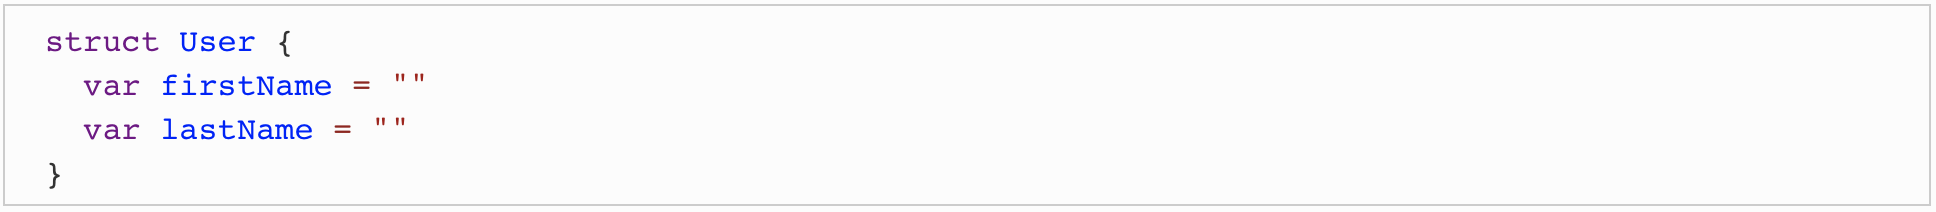 struct User {
  var firstName = ""
  var lastName = ""
}